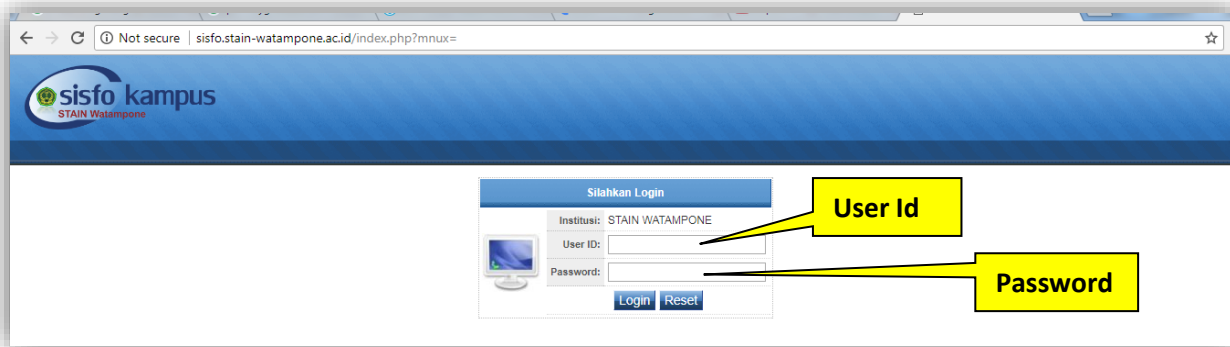 Not secure | sisfo.stain-watampone.ac.id/index.php?mnux=
sisfo kampus
STAIN Watampone
Silahkan Login
Institusi: STAIN WATAMPONE
User ID:
User Id
Password:
Password
Login Reset